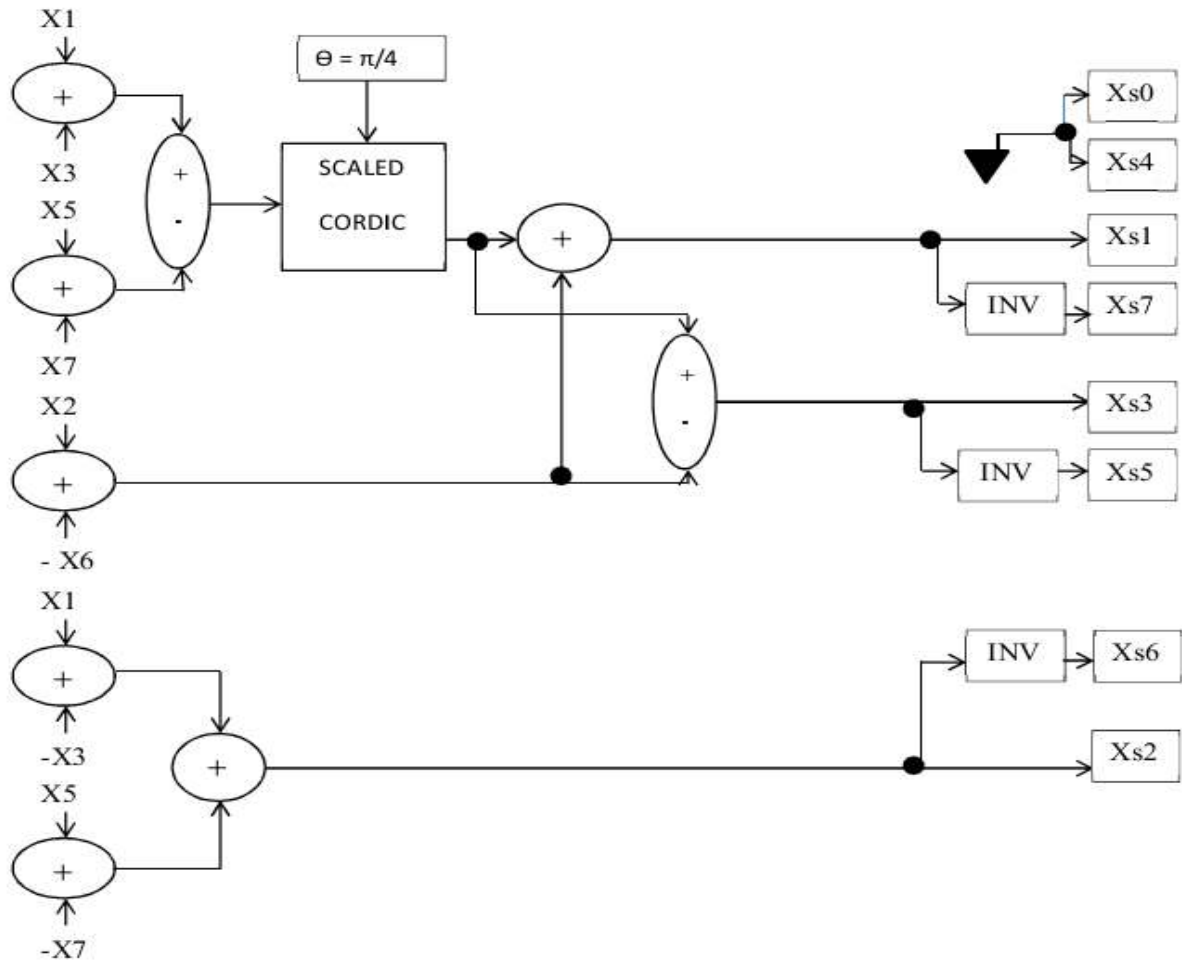 X1
+
X3
X5
+
X7
+
-
Θ = π/4
SCALED
CORDIC
+
Xs0
Xs4
Xs1
INV
Xs7
+
-
Xs3
INV
Xs5
X2
+
- X6
X1
+
-X3
X5
+
-X7
+
INV
Xs6
Xs2